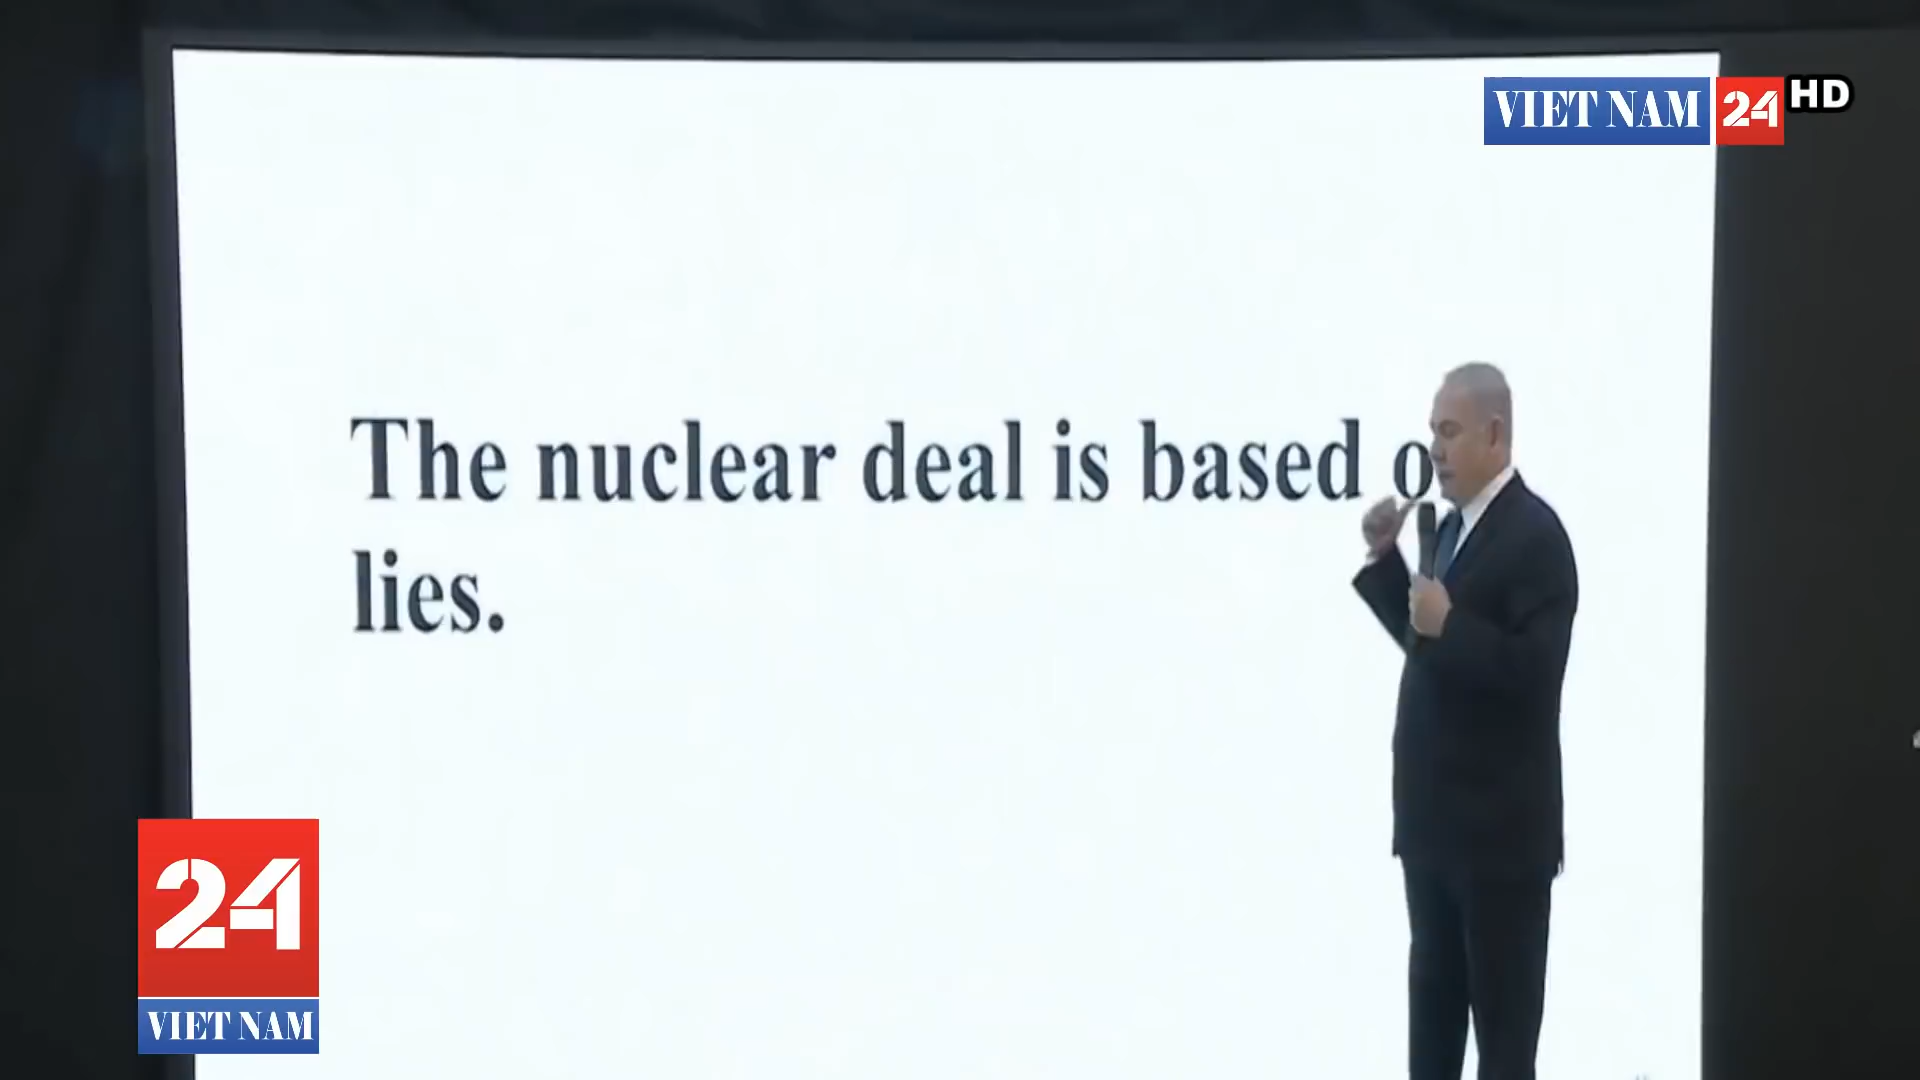 VIET NAM 24 HD
The nuclear deal is based o
lies.
24
VIET NAM